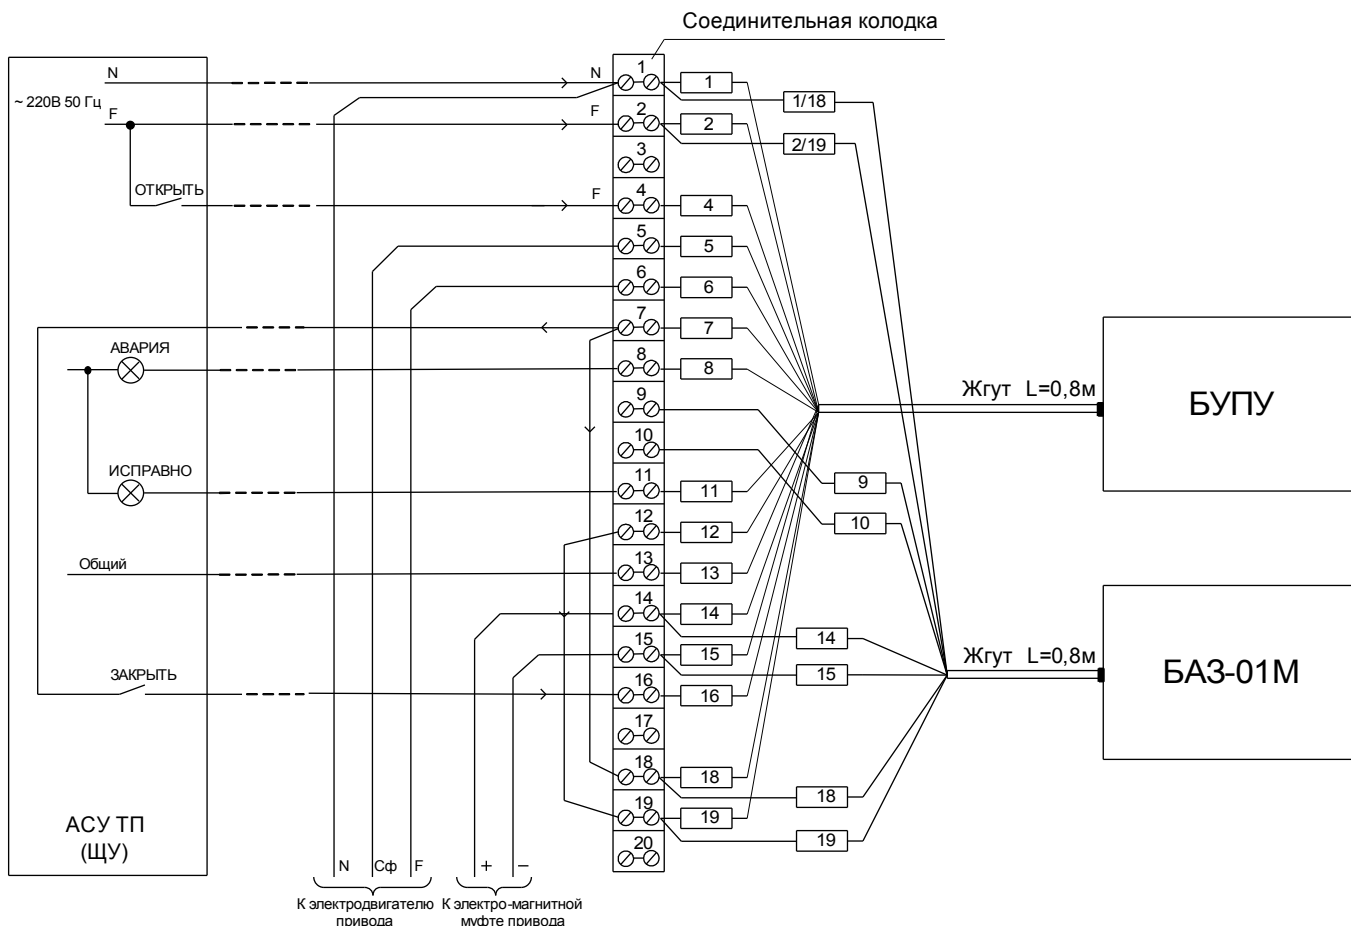 Соединительная колодка
N
N
1
1
1/18
~ 220В 50 Гц
F
F
2
2
2/19
3
ОТКРЫТЬ
F
4
4
5
5
6
6
7
7
АВАРИЯ
8
8
Жгут L=0,8м
БУПУ
9
10
ИСПРАВНО
9
11
11
10
12
12
Общий
13
13
14
14
14
15
15
15
Жгут L=0,8м
БАЗ-01М
ЗАКРЫТЬ
16
16
17
18
18
18
19
19
19
АСУ ТП
(ЩУ)
20
N
Сф
F
+
−
К электродвигателю
привода
К электро-магнитной
муфте привода